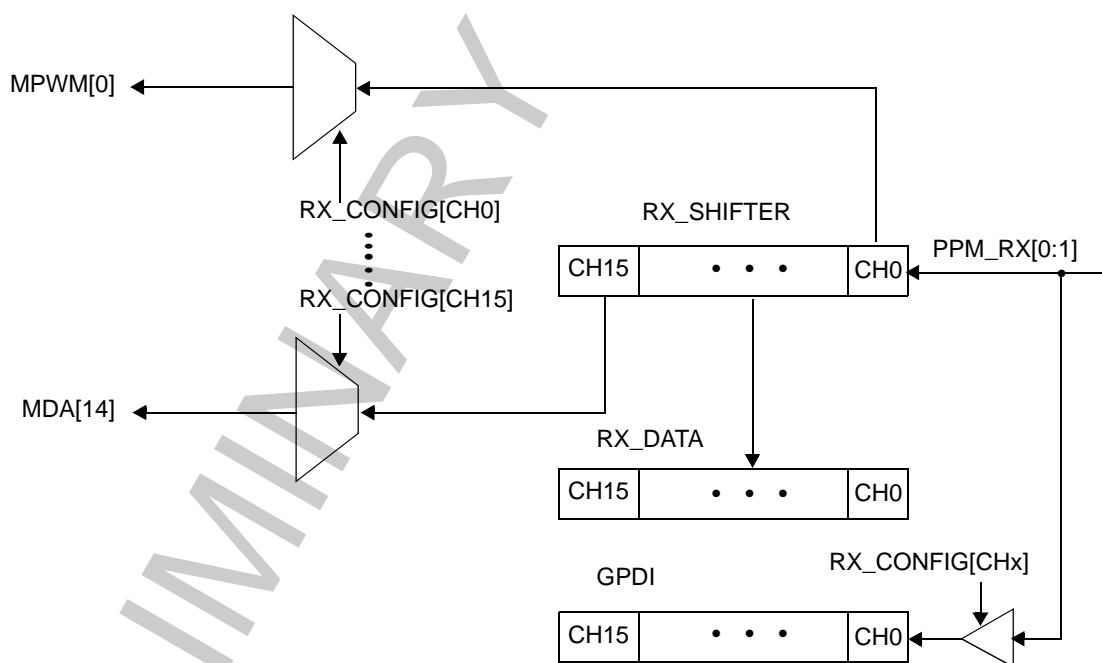 MPWM[0]
RX_CONFIG[CH0]
RX_CONFIG[CH15]
MDA[14]
RX_SHIFTER
CH15 • • • CH0
PPM_RX[0:1]
RX_DATA
CH15 • • • CH0
RX_CONFIG[CHx]
GPDI
CH15 • • • CH0
IMINARY